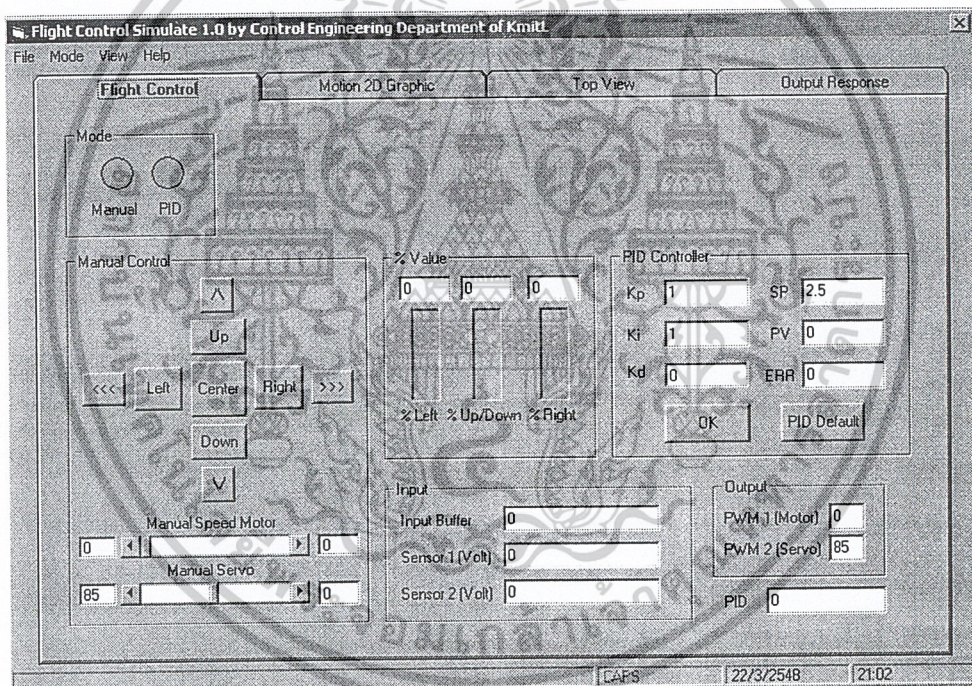 Flight Control Simulate 1.0 by Control Engineering Department of KmitL
File Mode View Help
Flight Control Motion 2D Graphic Top View Output Response
Mode
Manual PID
Manual Control
Λ
Up
<<< Left Center Right >>>
Down
V
Manual Speed Motor
0 0
Manual Servo
85 0
% Value
0 0 0
% Left % Up/Down % Right
PID Controller
Kp 1 SP 2.5
Ki 1 PV 0
Kd 0 ERR 0
OK PID Default
Input
Input Buffer 0
Sensor 1 (Volt) 0
Sensor 2 (Volt) 0
Output
PWM 1 (Motor) 0
PWM 2 (Servo) 85
PID 0
CAPS 22/3/2548 21:02